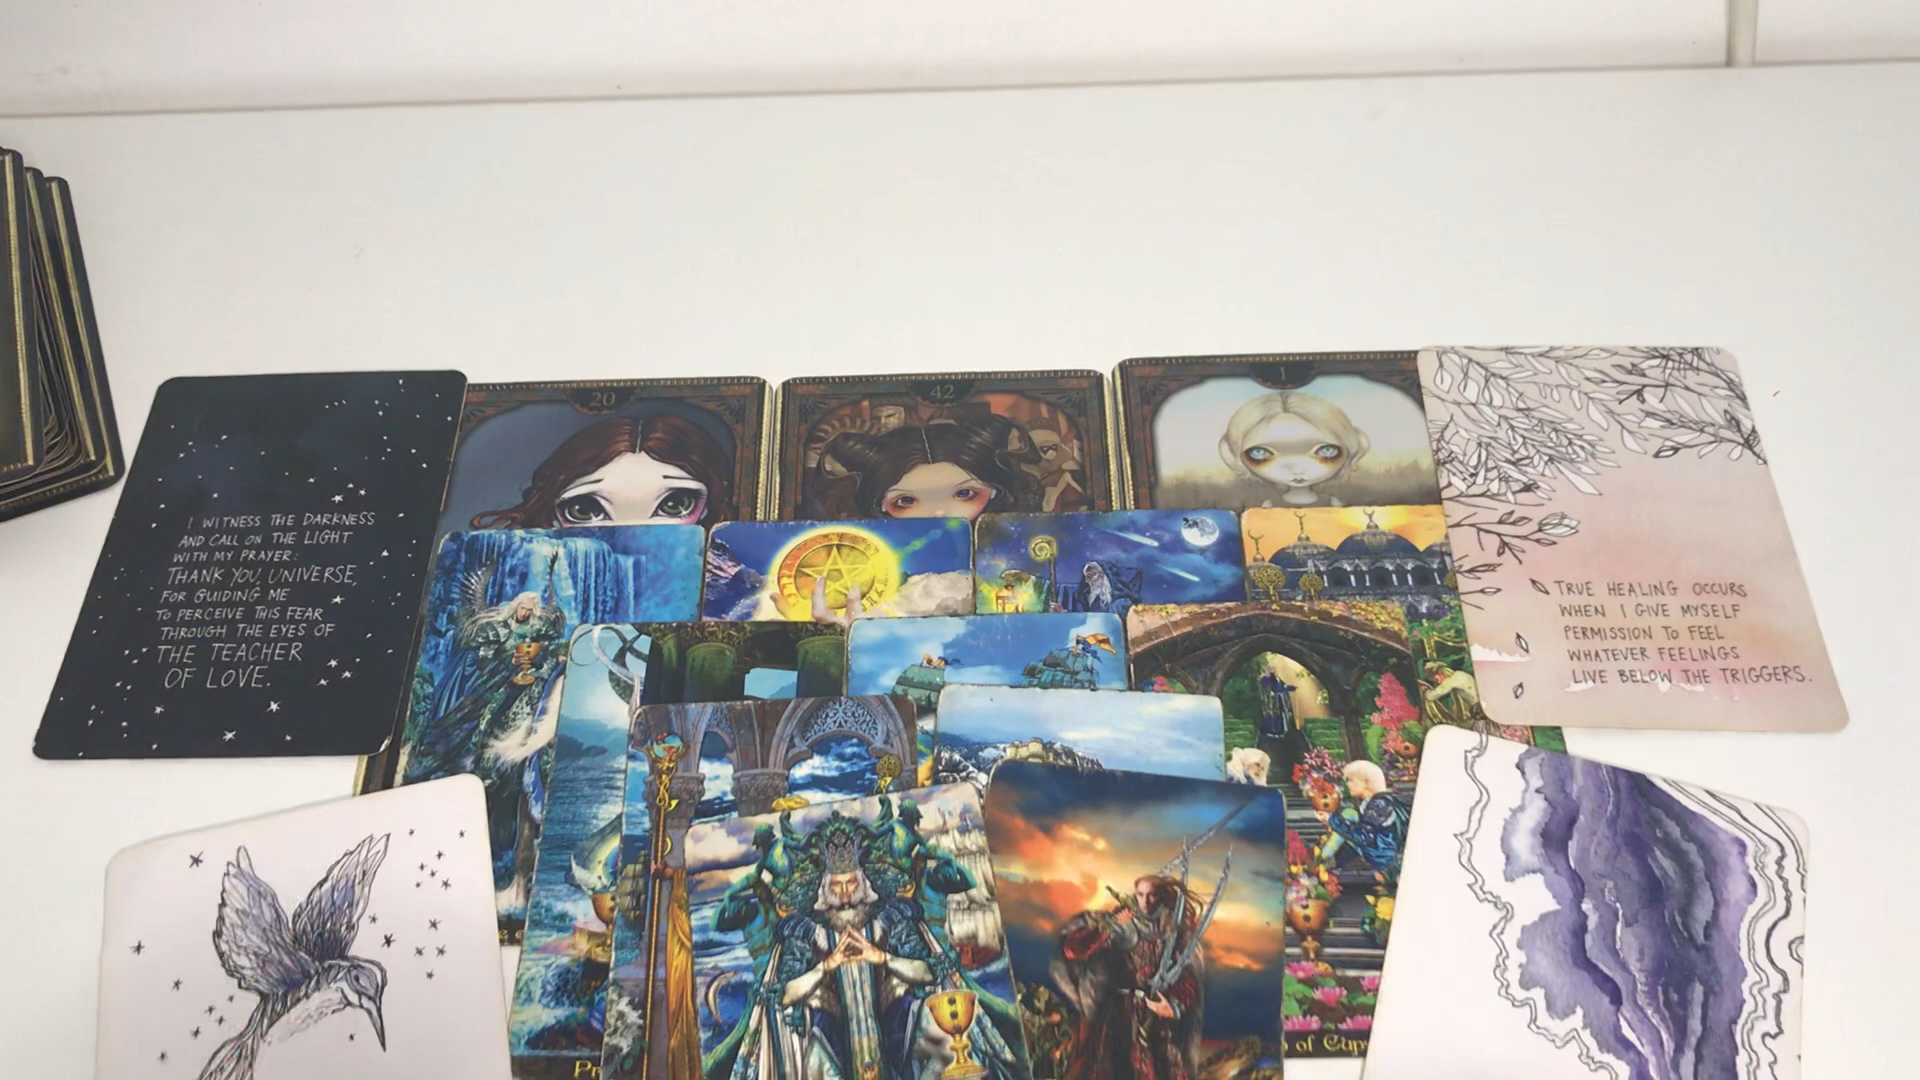 20
42
1
I WITNESS THE DARKNESS
AND CALL ON THE LIGHT
WITH MY PRAYER:
THANK YOU, UNIVERSE,
FOR GUIDING ME
TO PERCEIVE THIS FEAR
THROUGH THE EYES OF
THE TEACHER
OF LOVE.
TRUE HEALING OCCURS
WHEN I GIVE MYSELF
PERMISSION TO FEEL
WHATEVER FEELINGS
LIVE BELOW THE TRIGGERS.
of Cups